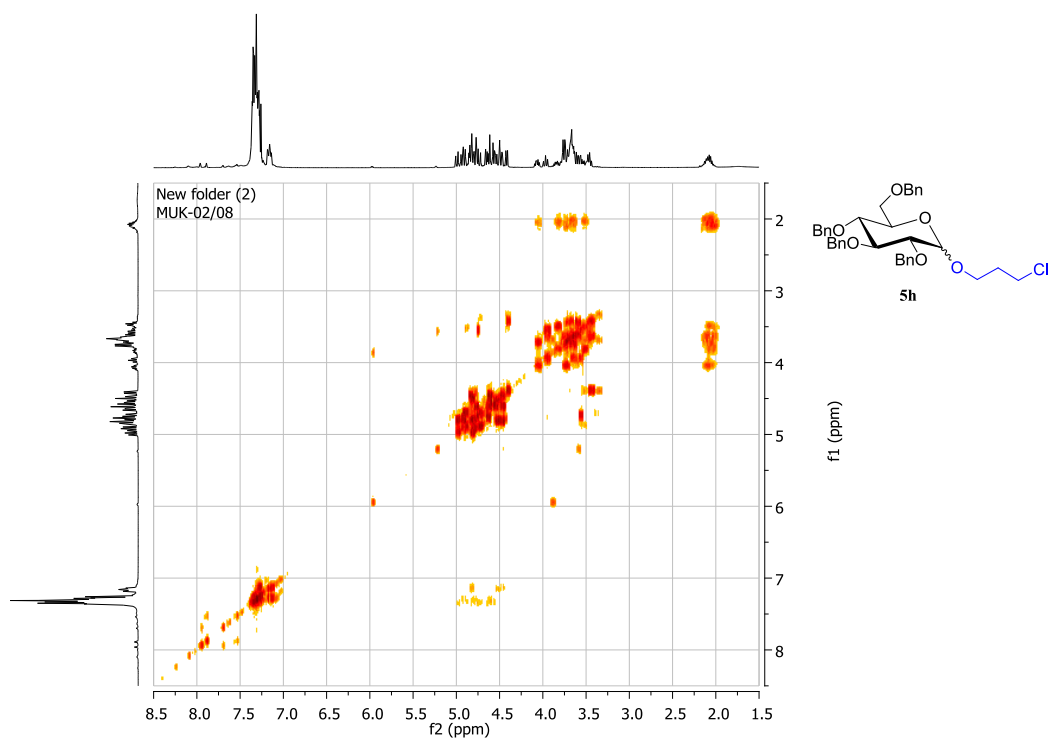 New folder (2)
MUK-02/08
2
3
4
5
6
7
8
f1 (ppm)
8.5 8.0 7.5 7.0 6.5 6.0 5.5 5.0 4.5 4.0 3.5 3.0 2.5 2.0 1.5
f2 (ppm)
OBn
O
BnO
BnO
BnO
O
Cl
5h